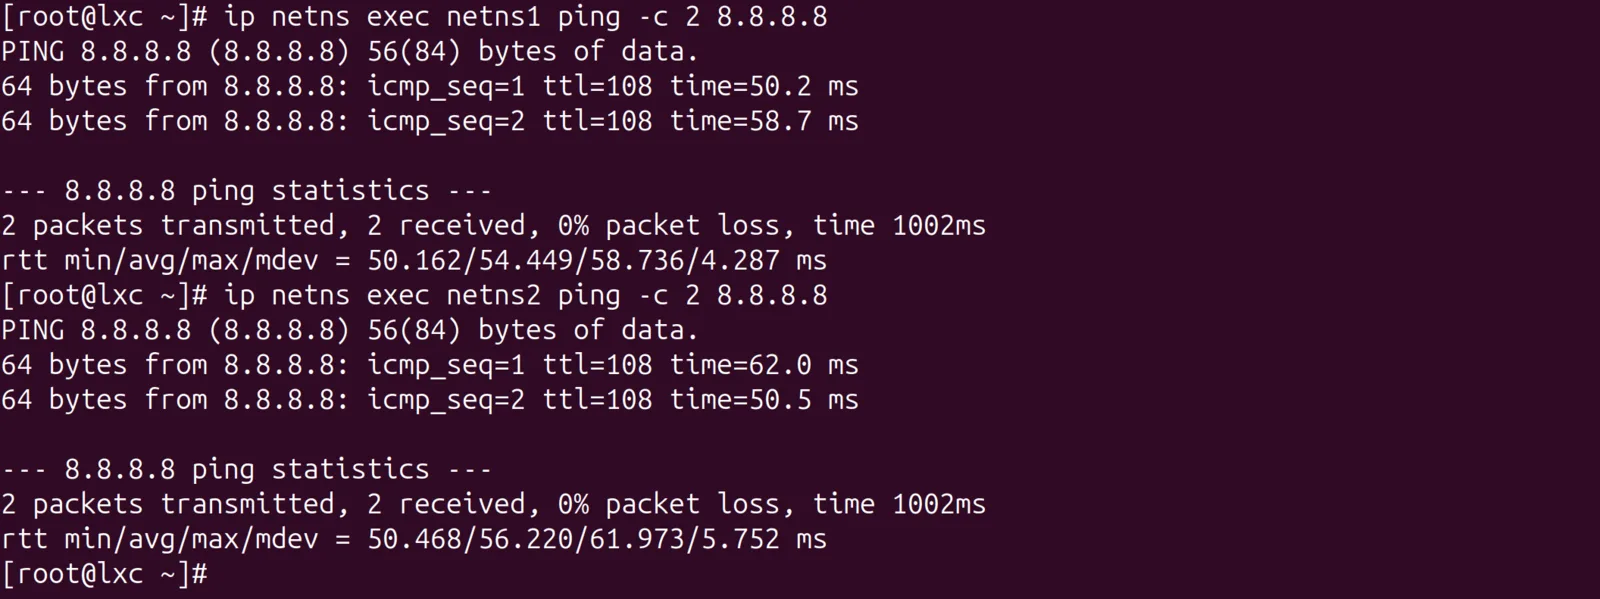 [root@lxc ~]# ip netns exec netns1 ping -c 2 8.8.8.8
PING 8.8.8.8 (8.8.8.8) 56(84) bytes of data.
64 bytes from 8.8.8.8: icmp_seq=1 ttl=108 time=50.2 ms
64 bytes from 8.8.8.8: icmp_seq=2 ttl=108 time=58.7 ms
--- 8.8.8.8 ping statistics ---
2 packets transmitted, 2 received, 0% packet loss, time 1002ms
rtt min/avg/max/mdev = 50.162/54.449/58.736/4.287 ms
[root@lxc ~]# ip netns exec netns2 ping -c 2 8.8.8.8
PING 8.8.8.8 (8.8.8.8) 56(84) bytes of data.
64 bytes from 8.8.8.8: icmp_seq=1 ttl=108 time=62.0 ms
64 bytes from 8.8.8.8: icmp_seq=2 ttl=108 time=50.5 ms
--- 8.8.8.8 ping statistics ---
2 packets transmitted, 2 received, 0% packet loss, time 1002ms
rtt min/avg/max/mdev = 50.468/56.220/61.973/5.752 ms
[root@lxc ~]#